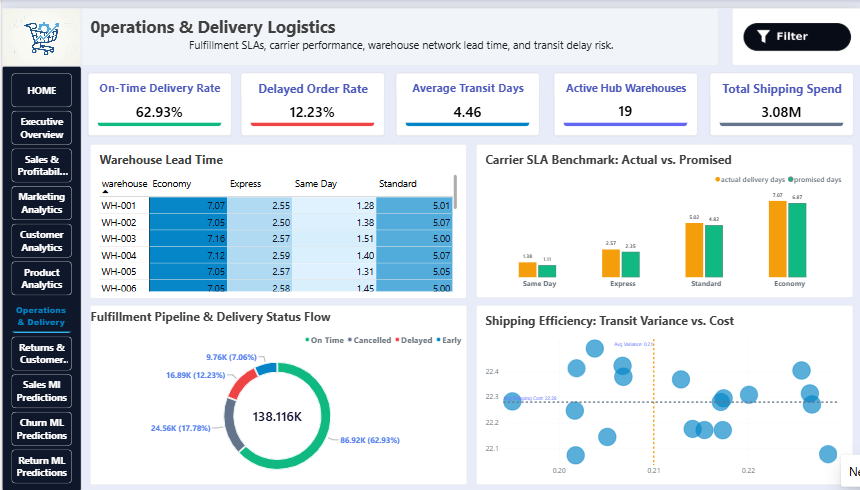 0perations & Delivery Logistics
Fulfillment SLAs, carrier performance, warehouse network lead time, and transit delay risk.
Filter
HOME
Executive
Overview
Sales &
Profitabil...
Marketing
Analytics
Customer
Analytics
Product
Analytics
Operations
& Delivery
Returns &
Customer..
Sales Ml
Predictions
Churn ML
Predictions
Return ML
Predictions
On-Time Delivery Rate
62.93%
Delayed Order Rate
12.23%
Average Transit Days
4.46
Active Hub Warehouses
19
Total Shipping Spend
3.08M
Warehouse Lead Time
warehouse Economy Express Same Day Standard
WH-001 7.07 2.55 1.28 5.01
WH-002 7.05 2.50 1.38 5.07
WH-003 7.16 2.57 1.51 5.00
WH-004 7.12 2.59 1.40 5.07
WH-005 7.05 2.57 1.31 5.05
WH-006 7.05 2.58 1.45 5.00
Carrier SLA Benchmark: Actual vs. Promised
actual delivery days promised days
1.38 1.11 2.57 2.25 5.02 4.82 7.07 6.87
Same Day Express Standard Economy
Fulfillment Pipeline & Delivery Status Flow
On Time Cancelled Delayed Early
9.76K (7.06%)
16.89K (12.23%)
24.56K (17.78%)
86.92K (62.93%)
138.116K
Shipping Efficiency: Transit Variance vs. Cost
Avg Variance: 0.21
22.4
22.3
22.2
22.1
Shipping Cost: 22.28
0.20 0.21 0.22
Ne